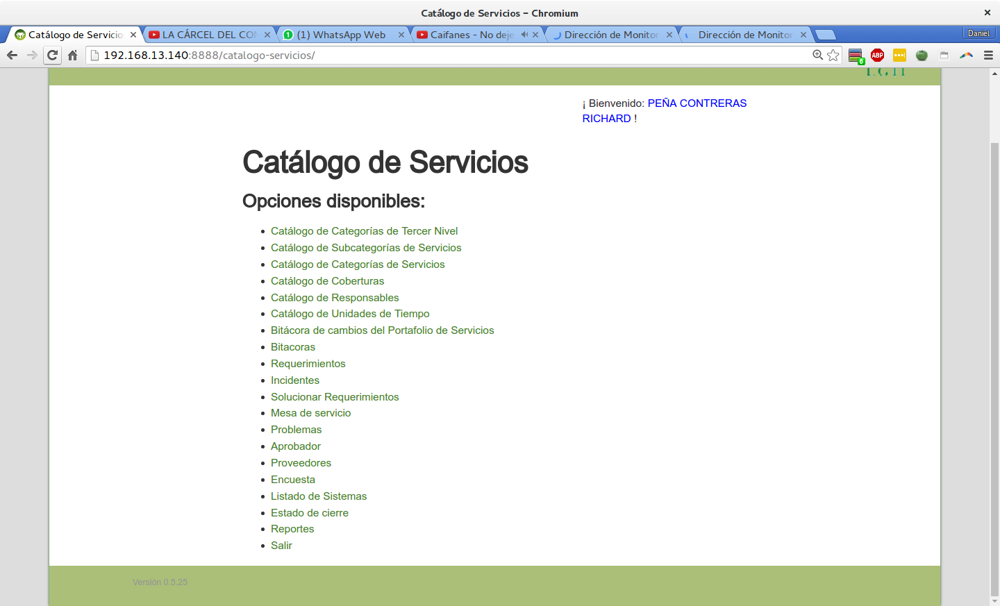 Catálogo de Servicios - Chromium
Catálogo de Servicio
LA CÁRCEL DEL CON
(1) WhatsApp Web
Caifanes - No deje
Dirección de Monitor
Dirección de Monitor
Daniel
192.168.13.140:8888/catalogo-servicios/
6
ABP
¡ Bienvenido: PEÑA CONTRERAS
RICHARD !
Catálogo de Servicios
Opciones disponibles:
Catálogo de Categorías de Tercer Nivel
Catálogo de Subcategorías de Servicios
Catálogo de Categorías de Servicios
Catálogo de Coberturas
Catálogo de Responsables
Catálogo de Unidades de Tiempo
Bitácora de cambios del Portafolio de Servicios
Bitacoras
Requerimientos
Incidentes
Solucionar Requerimientos
Mesa de servicio
Problemas
Aprobador
Proveedores
Encuesta
Listado de Sistemas
Estado de cierre
Reportes
Salir
Versión 0.5.25